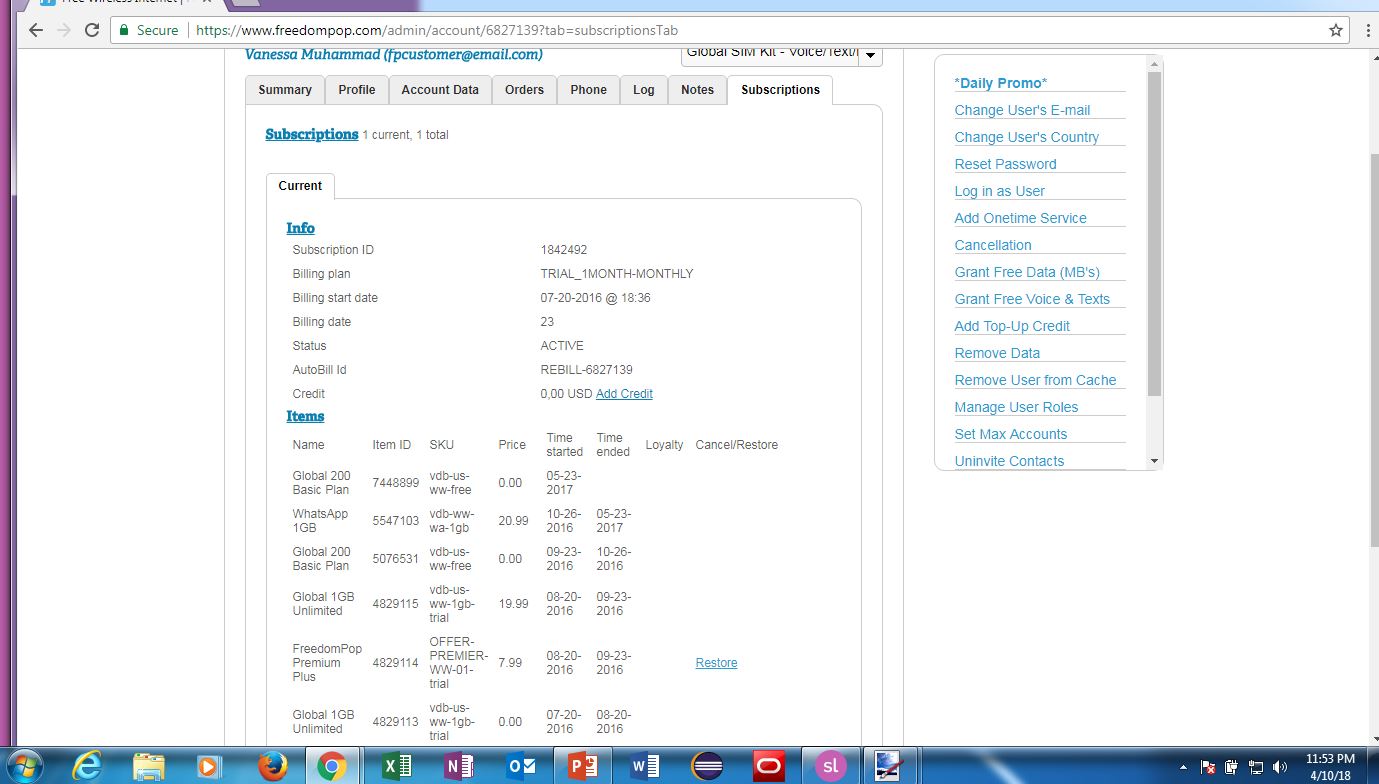 Free Wireless Internet |
Secure https://www.freedompop.com/admin/account/6827139?tab=subscriptionsTab
Vanessa Muhammad (fpcustomer@email.com)
Global SIM Kit - Voice/Text/
Summary Profile Account Data Orders Phone Log Notes Subscriptions
Subscriptions 1 current, 1 total
Current
Info
Subscription ID 1842492
Billing plan TRIAL_1MONTH-MONTHLY
Billing start date 07-20-2016 @ 18:36
Billing date 23
Status ACTIVE
AutoBill Id REBILL-6827139
Credit 0,00 USD Add Credit
Items
Name Item ID SKU Price Time started Time ended Loyalty Cancel/Restore
Global 200 Basic Plan 7448899 vdb-us-ww-free 0.00 05-23-2017
WhatsApp 1GB 5547103 vdb-ww-wa-1gb 20.99 10-26-2016 05-23-2017
Global 200 Basic Plan 5076531 vdb-us-ww-free 0.00 09-23-2016 10-26-2016
Global 1GB Unlimited 4829115 vdb-us-ww-1gb-trial 19.99 08-20-2016 09-23-2016
FreedomPop Premium Plus 4829114 OFFER-PREMIER-WW-01-trial 7.99 08-20-2016 09-23-2016 Restore
Global 1GB Unlimited 4829113 vdb-us-ww-1gb-trial 0.00 07-20-2016 08-20-2016
*Daily Promo*
Change User's E-mail
Change User's Country
Reset Password
Log in as User
Add Onetime Service
Cancellation
Grant Free Data (MB's)
Grant Free Voice & Texts
Add Top-Up Credit
Remove Data
Remove User from Cache
Manage User Roles
Set Max Accounts
Uninvite Contacts
sl
11:53 PM
4/10/18